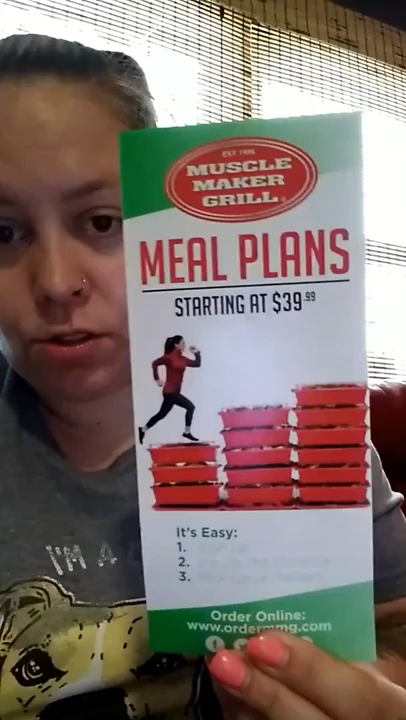 EST 1995
MUSCLE
MAKER
GRILL
MEAL PLANS
STARTING AT $39.99
It's Easy:
1.
2.
3.
Order Online:
www.ordermmg.com
I'M A